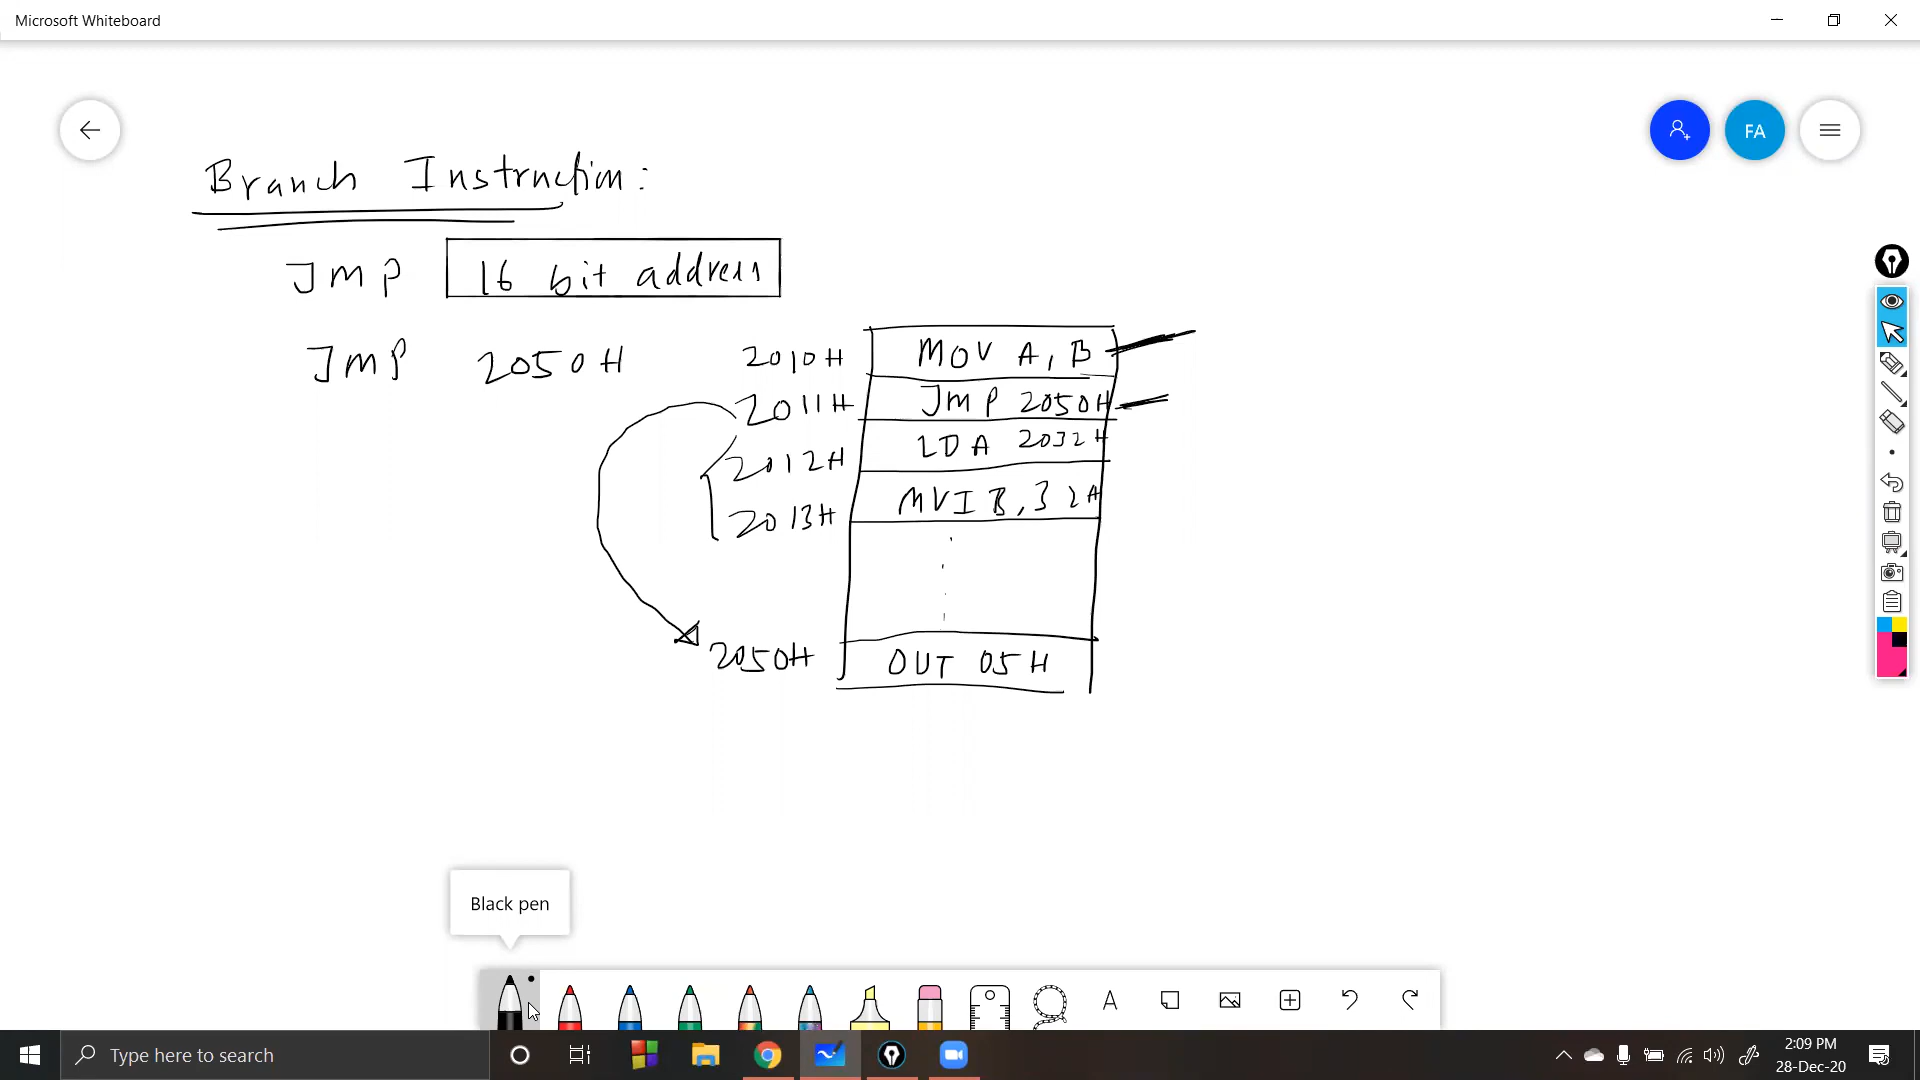 Microsoft Whiteboard
FA
Branch Instruction:
JMP 16 bit address
JMP 2050H
2010H MOV A, B
2011H JMP 2050H
2012H LDA 2032H
2013H MVI B, 32H
2050H OUT 05H
Black pen
A
Type here to search
2:09 PM
28-Dec-20